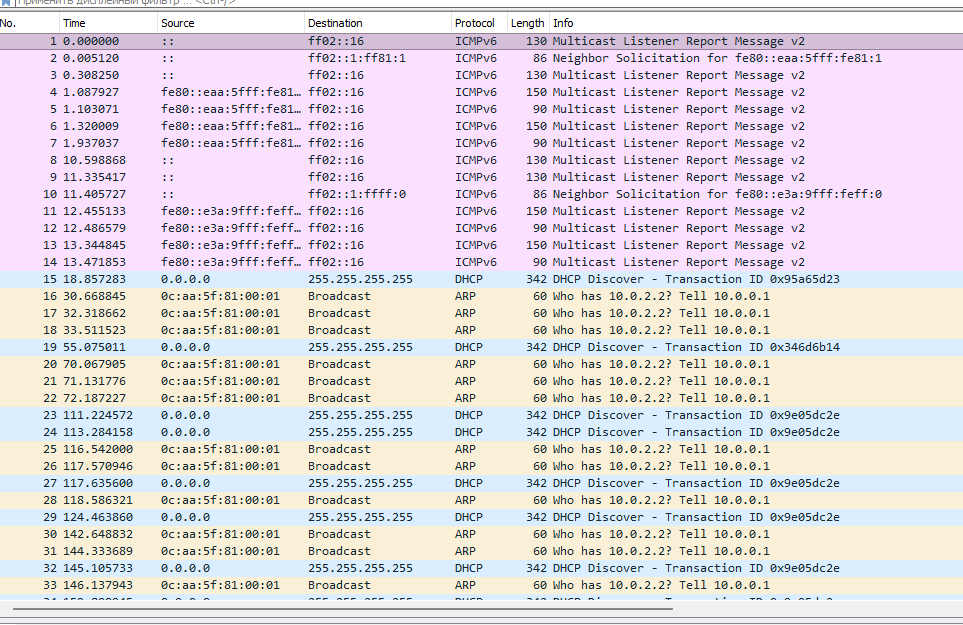 Применить дисплейный фильтр ... <Ctrl-/>
No. Time Source Destination Protocol Length Info
1 0.000000 :: ff02::16 ICMPv6 130 Multicast Listener Report Message v2
2 0.005120 :: ff02::1:ff81:1 ICMPv6 86 Neighbor Solicitation for fe80::eaa:5fff:fe81:1
3 0.308250 :: ff02::16 ICMPv6 130 Multicast Listener Report Message v2
4 1.087927 fe80::eaa:5fff:fe81… ff02::16 ICMPv6 150 Multicast Listener Report Message v2
5 1.103071 fe80::eaa:5fff:fe81… ff02::16 ICMPv6 90 Multicast Listener Report Message v2
6 1.320009 fe80::eaa:5fff:fe81… ff02::16 ICMPv6 150 Multicast Listener Report Message v2
7 1.937037 fe80::eaa:5fff:fe81… ff02::16 ICMPv6 90 Multicast Listener Report Message v2
8 10.598868 :: ff02::16 ICMPv6 130 Multicast Listener Report Message v2
9 11.335417 :: ff02::16 ICMPv6 130 Multicast Listener Report Message v2
10 11.405727 :: ff02::1:ffff:0 ICMPv6 86 Neighbor Solicitation for fe80::e3a:9fff:feff:0
11 12.455133 fe80::e3a:9fff:feff… ff02::16 ICMPv6 150 Multicast Listener Report Message v2
12 12.486579 fe80::e3a:9fff:feff… ff02::16 ICMPv6 90 Multicast Listener Report Message v2
13 13.344845 fe80::e3a:9fff:feff… ff02::16 ICMPv6 150 Multicast Listener Report Message v2
14 13.471853 fe80::e3a:9fff:feff… ff02::16 ICMPv6 90 Multicast Listener Report Message v2
15 18.857283 0.0.0.0 255.255.255.255 DHCP 342 DHCP Discover - Transaction ID 0x95a65d23
16 30.668845 0c:aa:5f:81:00:01 Broadcast ARP 60 Who has 10.0.2.2? Tell 10.0.0.1
17 32.318662 0c:aa:5f:81:00:01 Broadcast ARP 60 Who has 10.0.2.2? Tell 10.0.0.1
18 33.511523 0c:aa:5f:81:00:01 Broadcast ARP 60 Who has 10.0.2.2? Tell 10.0.0.1
19 55.075011 0.0.0.0 255.255.255.255 DHCP 342 DHCP Discover - Transaction ID 0x346d6b14
20 70.067905 0c:aa:5f:81:00:01 Broadcast ARP 60 Who has 10.0.2.2? Tell 10.0.0.1
21 71.131776 0c:aa:5f:81:00:01 Broadcast ARP 60 Who has 10.0.2.2? Tell 10.0.0.1
22 72.187227 0c:aa:5f:81:00:01 Broadcast ARP 60 Who has 10.0.2.2? Tell 10.0.0.1
23 111.224572 0.0.0.0 255.255.255.255 DHCP 342 DHCP Discover - Transaction ID 0x9e05dc2e
24 113.284158 0.0.0.0 255.255.255.255 DHCP 342 DHCP Discover - Transaction ID 0x9e05dc2e
25 116.542000 0c:aa:5f:81:00:01 Broadcast ARP 60 Who has 10.0.2.2? Tell 10.0.0.1
26 117.570946 0c:aa:5f:81:00:01 Broadcast ARP 60 Who has 10.0.2.2? Tell 10.0.0.1
27 117.635600 0.0.0.0 255.255.255.255 DHCP 342 DHCP Discover - Transaction ID 0x9e05dc2e
28 118.586321 0c:aa:5f:81:00:01 Broadcast ARP 60 Who has 10.0.2.2? Tell 10.0.0.1
29 124.463860 0.0.0.0 255.255.255.255 DHCP 342 DHCP Discover - Transaction ID 0x9e05dc2e
30 142.648832 0c:aa:5f:81:00:01 Broadcast ARP 60 Who has 10.0.2.2? Tell 10.0.0.1
31 144.333689 0c:aa:5f:81:00:01 Broadcast ARP 60 Who has 10.0.2.2? Tell 10.0.0.1
32 145.105733 0.0.0.0 255.255.255.255 DHCP 342 DHCP Discover - Transaction ID 0x9e05dc2e
33 146.137943 0c:aa:5f:81:00:01 Broadcast ARP 60 Who has 10.0.2.2? Tell 10.0.0.1